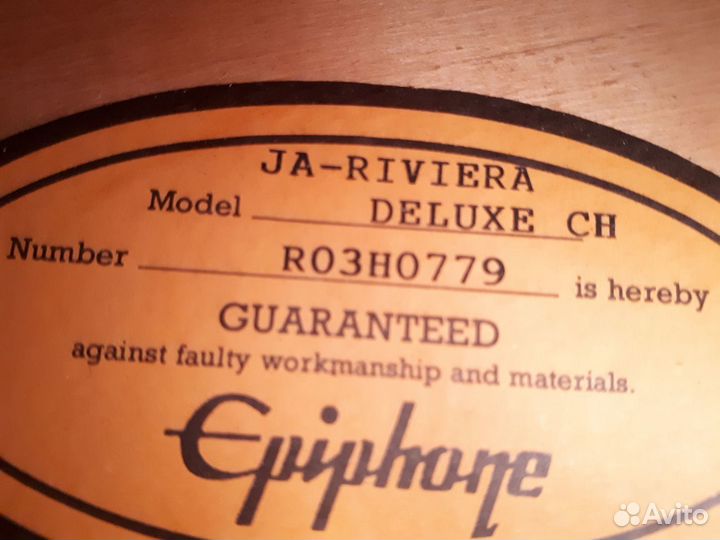 JA-RIVIERA
Model DELUXE CH
Number R03H0779 is hereby
GUARANTEED
against faulty workmanship and materials.
Epiphone
Avito